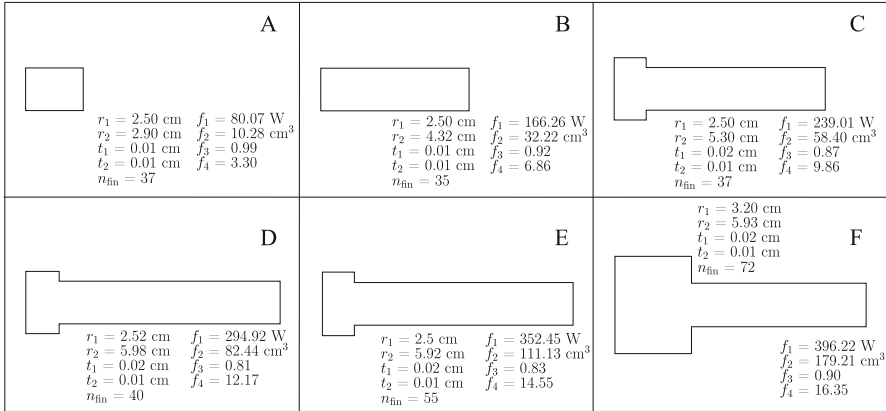 A
r₁ = 2.50 cm f₁ = 80.07 W
r₂ = 2.90 cm f₂ = 10.28 cm³
t₁ = 0.01 cm f₃ = 0.99
t₂ = 0.01 cm f₄ = 3.30
n_fin = 37
B
r₁ = 2.50 cm f₁ = 166.26 W
r₂ = 4.32 cm f₂ = 32.22 cm³
t₁ = 0.01 cm f₃ = 0.92
t₂ = 0.01 cm f₄ = 6.86
n_fin = 35
C
r₁ = 2.50 cm f₁ = 239.01 W
r₂ = 5.30 cm f₂ = 58.40 cm³
t₁ = 0.02 cm f₃ = 0.87
t₂ = 0.01 cm f₄ = 9.86
n_fin = 37
D
r₁ = 2.52 cm f₁ = 294.92 W
r₂ = 5.98 cm f₂ = 82.44 cm³
t₁ = 0.02 cm f₃ = 0.81
t₂ = 0.01 cm f₄ = 12.17
n_fin = 40
E
r₁ = 2.5 cm f₁ = 352.45 W
r₂ = 5.92 cm f₂ = 111.13 cm³
t₁ = 0.02 cm f₃ = 0.83
t₂ = 0.01 cm f₄ = 14.55
n_fin = 55
F
r₁ = 3.20 cm
r₂ = 5.93 cm
t₁ = 0.02 cm
t₂ = 0.01 cm
n_fin = 72
f₁ = 396.22 W
f₂ = 179.21 cm³
f₃ = 0.90
f₄ = 16.35